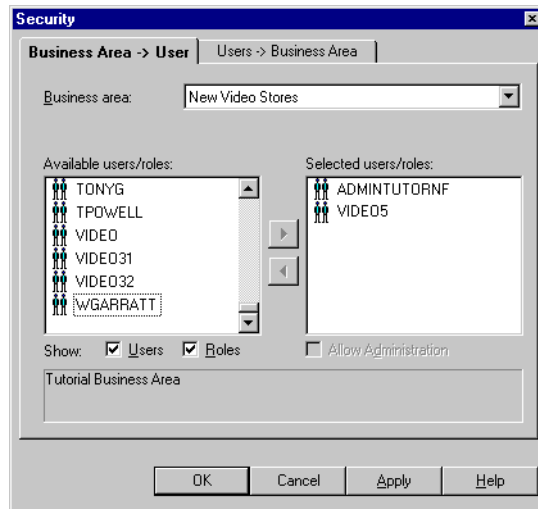 Security
Business Area -> User
Users -> Business Area
Business area:
New Video Stores
Available users/roles:
TONYG
TPOWELL
VIDEO
VIDEO31
VIDEO32
WGARRATT
Selected users/roles:
ADMINTUTORNF
VIDEO5
Show: Users Roles
Allow Administration
Tutorial Business Area
OK Cancel Apply Help